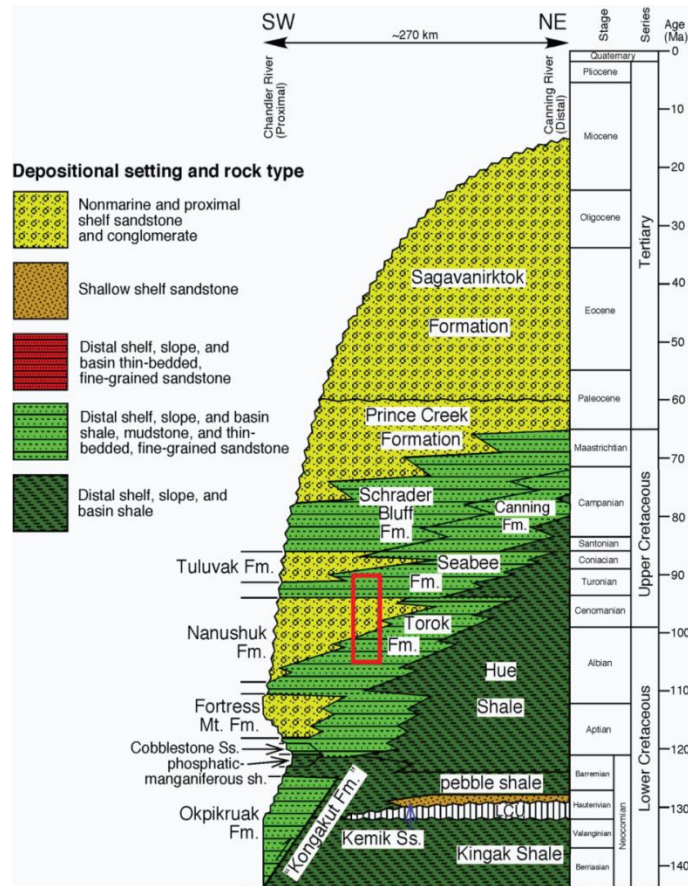 SW
NE
~270 km
Chandler River
(Proximal)
Canning River
(Distal)
Stage
Series
Age
(Ma)
Depositional setting and rock type
Nonmarine and proximal
shelf sandstone
and conglomerate
Shallow shelf sandstone
Distal shelf, slope, and
basin thin-bedded,
fine-grained sandstone
Distal shelf, slope, and basin
shale, mudstone, and thin-
bedded, fine-grained sandstone
Distal shelf, slope, and
basin shale
Sagavanirktok
Formation
Prince Creek
Formation
Schrader
Bluff
Fm.
Canning
Fm.
Tuluvak Fm.
Seabee
Fm.
Nanushuk
Fm.
Torok
Fm.
Hue
Shale
Fortress
Mt. Fm.
Cobblestone Ss.
phosphatic-
manganiferous sh.
Okpikruak
Fm.
"Kongakut Fm."
pebble shale
LCU
Kemik Ss.
Kingak Shale
Quaternary
Pliocene
Miocene
Oligocene
Eocene
Paleocene
Maastrichtian
Campanian
Santonian
Coniacian
Turonian
Cenomanian
Albian
Aptian
Barremian
Hauterivian
Valanginian
Berriasian
Neocomian
Tertiary
Upper Cretaceous
Lower Cretaceous
0
10
20
30
40
50
60
70
80
90
100
110
120
130
140